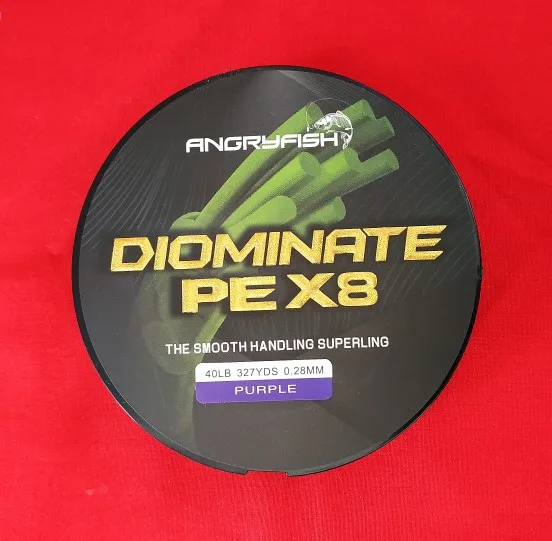 ANGRYFISH
DIOMINATE
PE X8
THE SMOOTH HANDLING SUPERLING
40LB 327YDS 0.28MM
PURPLE